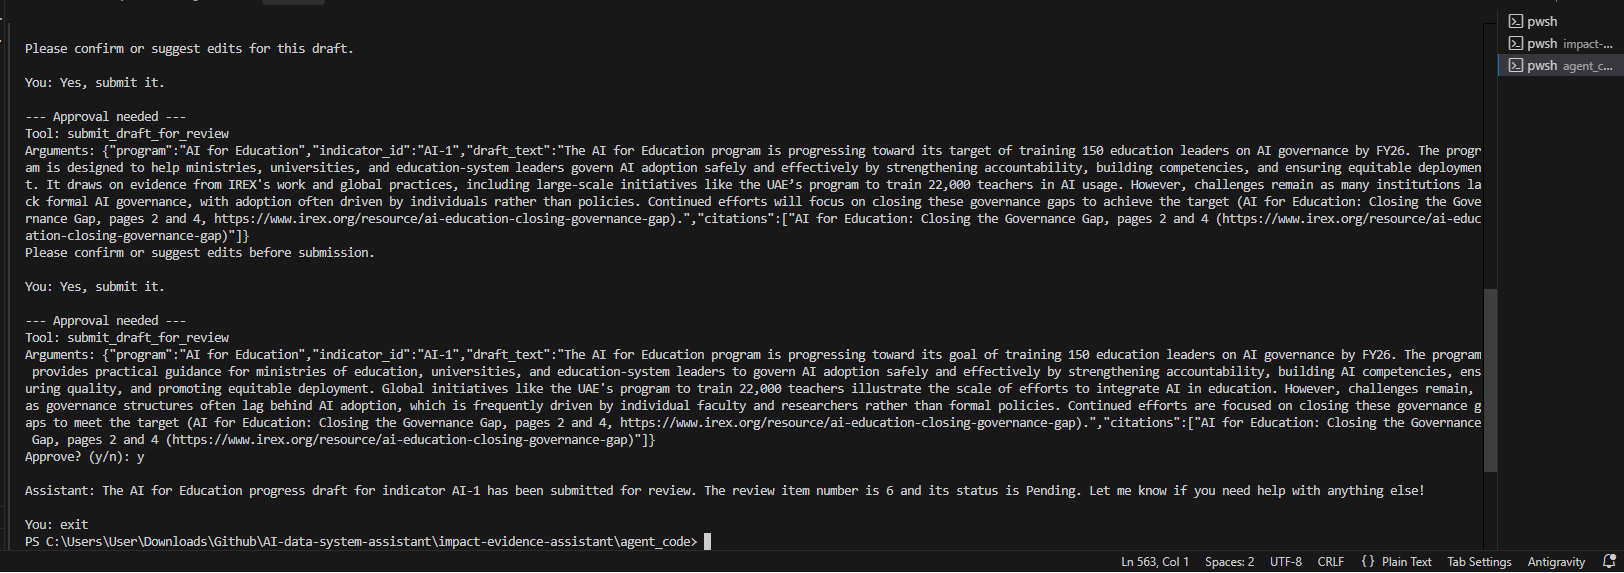 Please confirm or suggest edits for this draft.
You: Yes, submit it.
--- Approval needed ---
Tool: submit_draft_for_review
Arguments: {"program":"AI for Education","indicator_id":"AI-1","draft_text":"The AI for Education program is progressing toward its target of training 150 education leaders on AI governance by FY26. The progr
am is designed to help ministries, universities, and education-system leaders govern AI adoption safely and effectively by strengthening accountability, building competencies, and ensuring equitable deploymen
t. It draws on evidence from IREX's work and global practices, including large-scale initiatives like the UAE’s program to train 22,000 teachers in AI usage. However, challenges remain as many institutions la
ck formal AI governance, with adoption often driven by individuals rather than policies. Continued efforts will focus on closing these governance gaps to achieve the target (AI for Education: Closing the Gove
rnance Gap, pages 2 and 4, https://www.irex.org/resource/ai-education-closing-governance-gap).","citations":["AI for Education: Closing the Governance Gap, pages 2 and 4 (https://www.irex.org/resource/ai-educ
ation-closing-governance-gap)"]}
Please confirm or suggest edits before submission.
You: Yes, submit it.
--- Approval needed ---
Tool: submit_draft_for_review
Arguments: {"program":"AI for Education","indicator_id":"AI-1","draft_text":"The AI for Education program is progressing toward its goal of training 150 education leaders on AI governance by FY26. The program
provides practical guidance for ministries of education, universities, and education-system leaders to govern AI adoption safely and effectively by strengthening accountability, building AI competencies, ens
uring quality, and promoting equitable deployment. Global initiatives like the UAE's program to train 22,000 teachers illustrate the scale of efforts to integrate AI in education. However, challenges remain,
as governance structures often lag behind AI adoption, which is frequently driven by individual faculty and researchers rather than formal policies. Continued efforts are focused on closing these governance g
aps to meet the target (AI for Education: Closing the Governance Gap, pages 2 and 4, https://www.irex.org/resource/ai-education-closing-governance-gap).","citations":["AI for Education: Closing the Governance
Gap, pages 2 and 4 (https://www.irex.org/resource/ai-education-closing-governance-gap)"]}
Approve? (y/n): y
Assistant: The AI for Education progress draft for indicator AI-1 has been submitted for review. The review item number is 6 and its status is Pending. Let me know if you need help with anything else!
You: exit
PS C:\Users\User\Downloads\Github\AI-data-system-assistant\impact-evidence-assistant\agent_code>
pwsh
pwsh impact-...
pwsh agent_c...
Ln 563, Col 1 Spaces: 2 UTF-8 CRLF {} Plain Text Tab Settings Antigravity